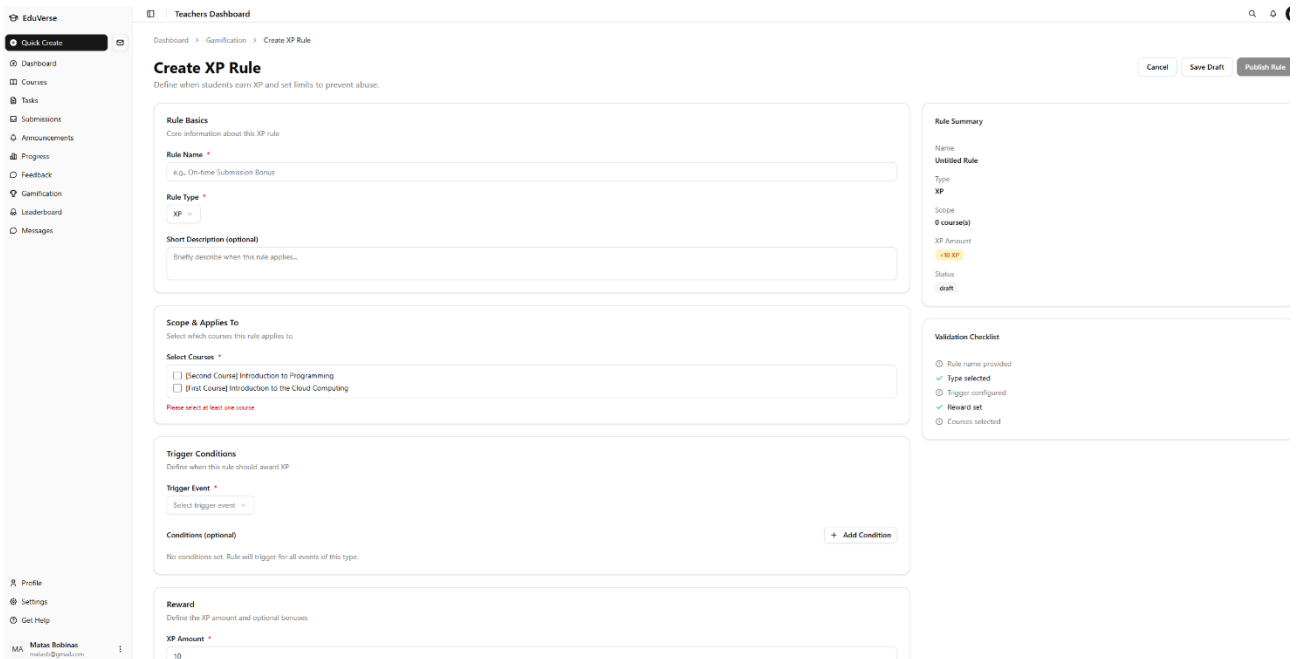 EduVerse
Quick Create
Dashboard
Courses
Tasks
Submissions
Announcements
Progress
Feedback
Gamification
Leaderboard
Messages
Profile
Settings
Get Help
MA
Matas Bobinas
matasb@gmail.com
Teachers Dashboard
Dashboard > Gamification > Create XP Rule
Create XP Rule
Define when students earn XP and set limits to prevent abuse.
Cancel
Save Draft
Publish Rule
Rule Basics
Core information about this XP rule
Rule Name *
e.g., On-time Submission Bonus
Rule Type *
XP
Short Description (optional)
Briefly describe when this rule applies...
Scope & Applies To
Select which courses this rule applies to
Select Courses *
[Second Course] Introduction to Programming
[First Course] Introduction to the Cloud Computing
Please select at least one course
Trigger Conditions
Define when this rule should award XP
Trigger Event *
Select trigger event
Conditions (optional)
+ Add Condition
No conditions set. Rule will trigger for all events of this type.
Reward
Define the XP amount and optional bonuses
XP Amount *
10
Rule Summary
Name
Untitled Rule
Type
XP
Scope
0 course(s)
XP Amount
+10 XP
Status
draft
Validation Checklist
Rule name provided
Type selected
Trigger configured
Reward set
Courses selected